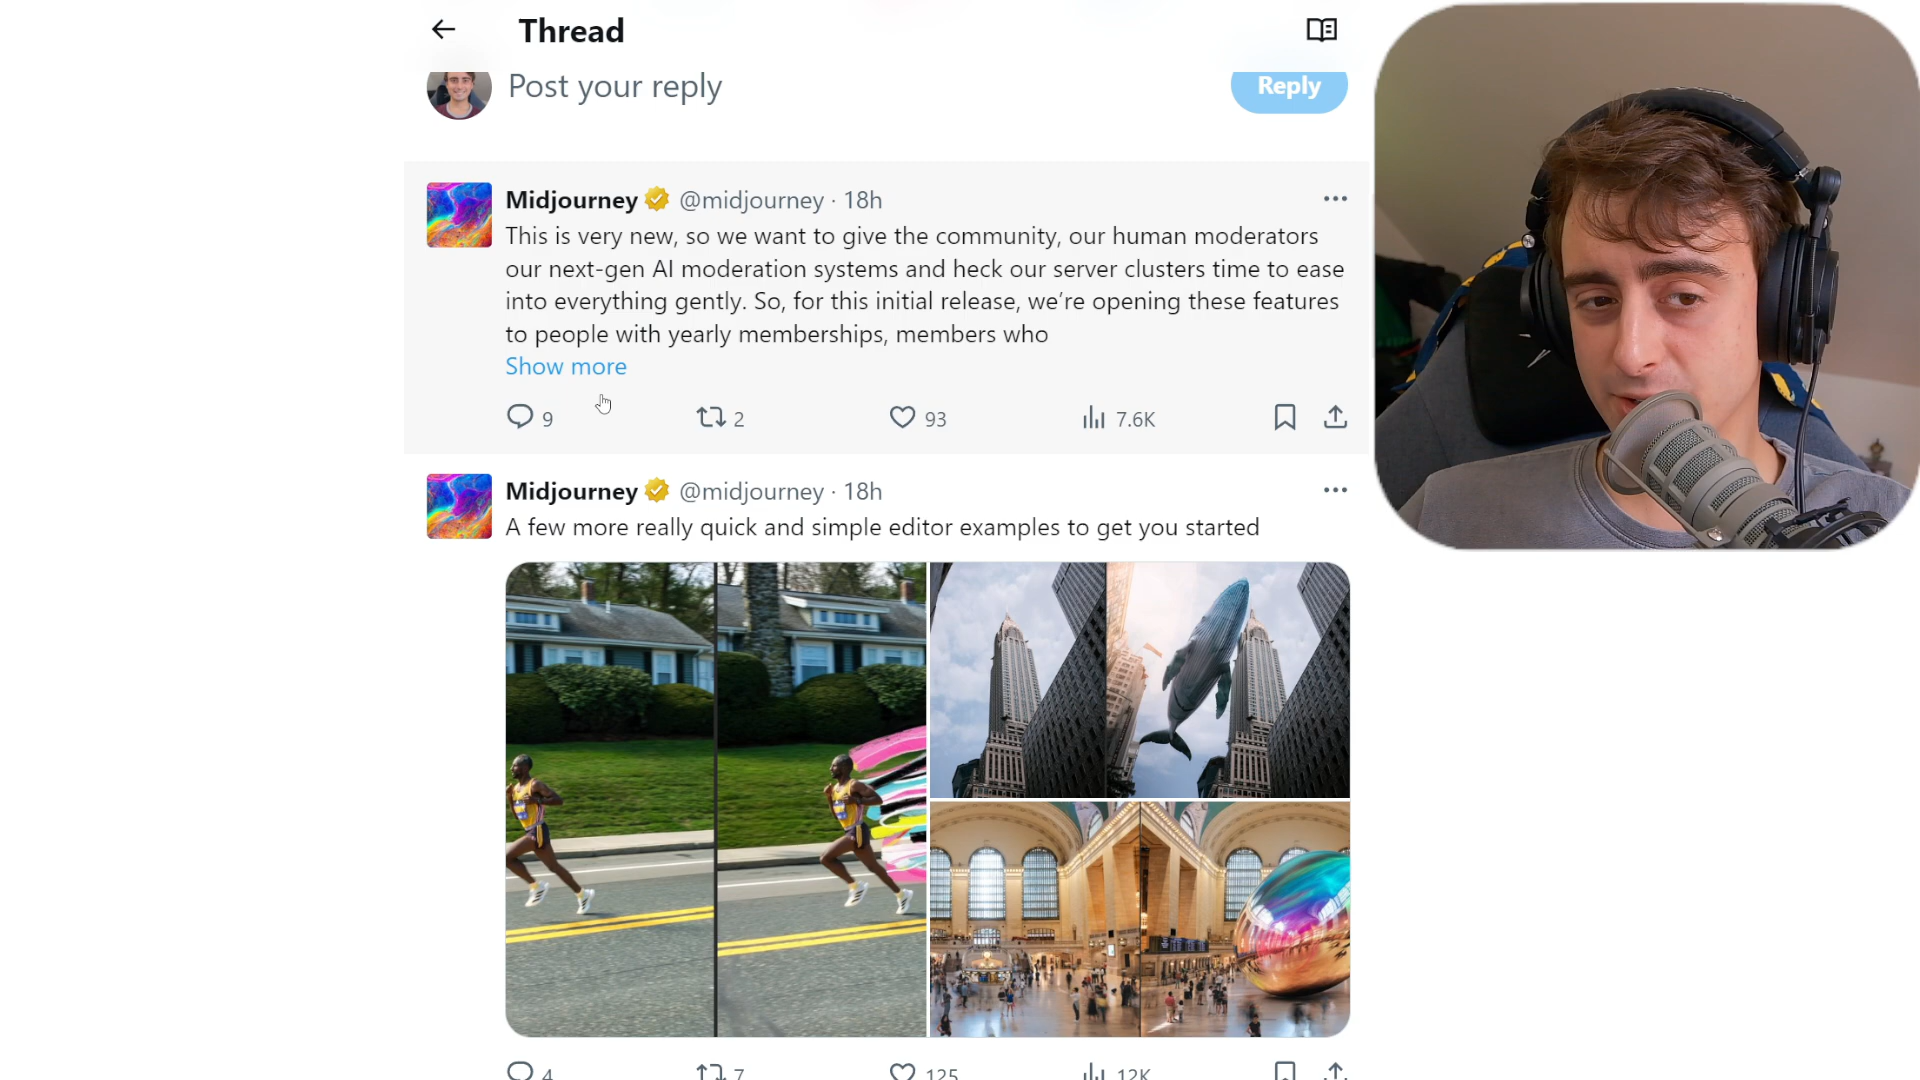 Thread
Post your reply
Reply
Midjourney @midjourney · 18h
This is very new, so we want to give the community, our human moderators
our next-gen AI moderation systems and heck our server clusters time to ease
into everything gently. So, for this initial release, we’re opening these features
to people with yearly memberships, members who
Show more
9 2 93 7.6K
Midjourney @midjourney · 18h
A few more really quick and simple editor examples to get you started
4 7 125 12K